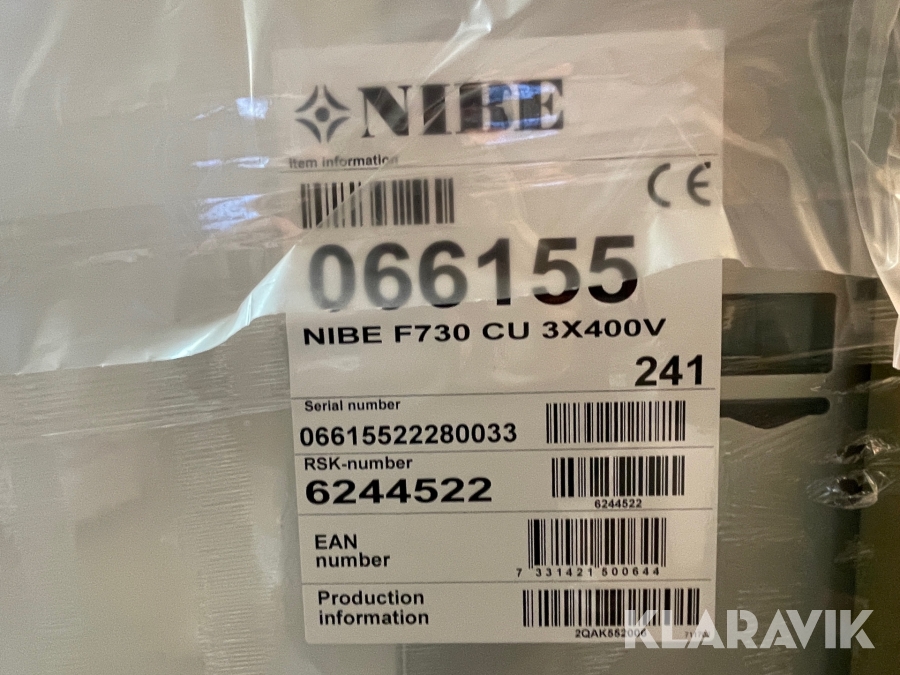 NIBE
Item information
CE
066155
NIBE F730 CU 3X400V
241
Serial number
06615522280033
RSK-number
6244522
6244522
EAN
number
7 331421 500644
Production
information
KLARAVIK